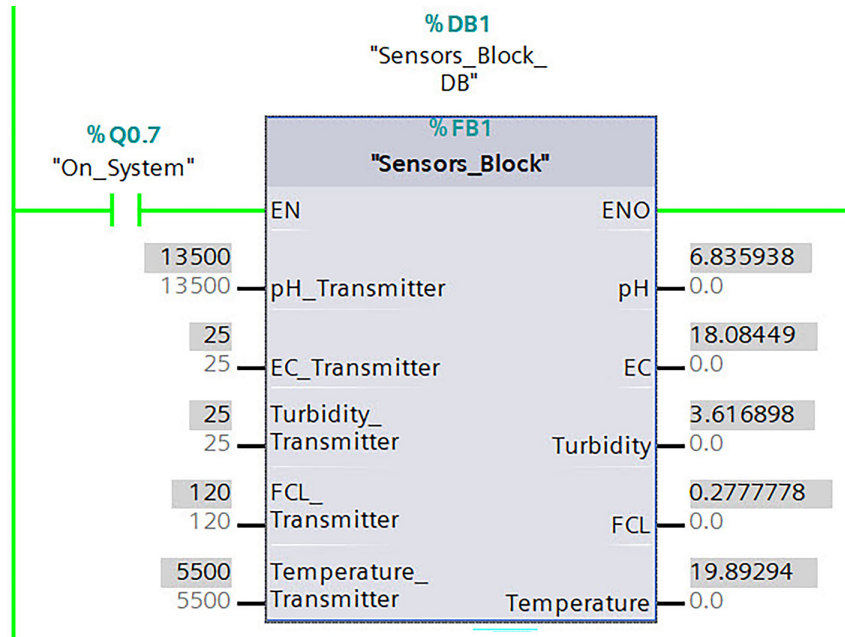 %DB1
"Sensors_Block_
DB"
%Q0.7
"On_System"
%FB1
"Sensors_Block"
EN
ENO
13500
13500
pH_Transmitter
6.835938
pH
0.0
25
25
EC_Transmitter
18.08449
EC
0.0
25
25
Turbidity_
Transmitter
3.616898
Turbidity
0.0
120
120
FCL_
Transmitter
0.2777778
FCL
0.0
5500
5500
Temperature_
Transmitter
19.89294
Temperature
0.0